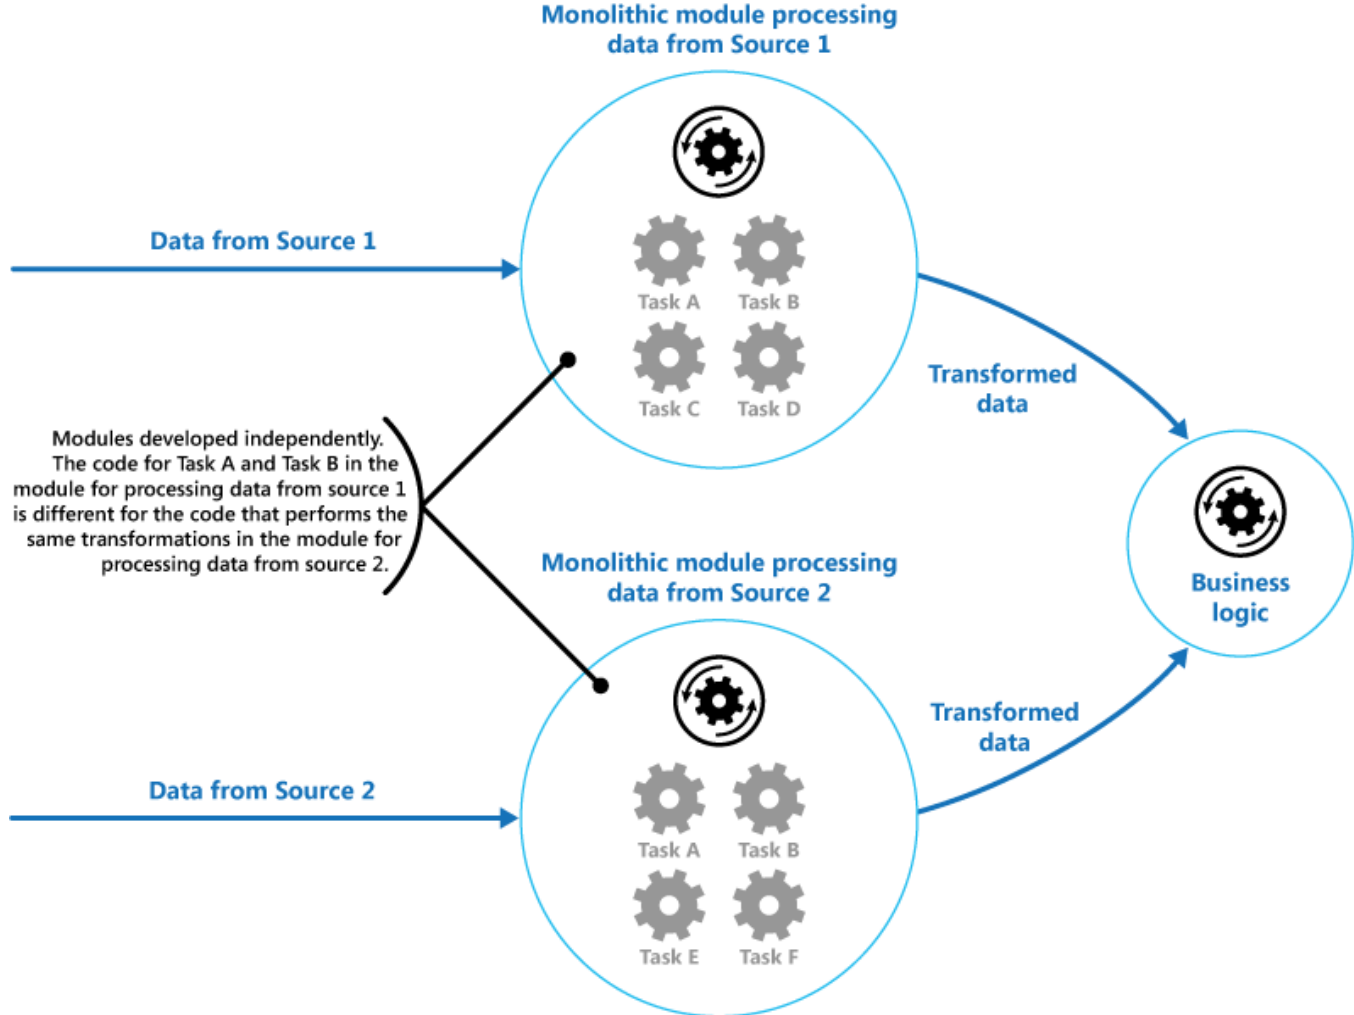 Monolithic module processing
data from Source 1
Data from Source 1
Task A
Task B
Task C
Task D
Transformed
data
Modules developed independently.
The code for Task A and Task B in the
module for processing data from source 1
is different for the code that performs the
same transformations in the module for
processing data from source 2.
Business
logic
Monolithic module processing
data from Source 2
Data from Source 2
Task A
Task B
Task E
Task F
Transformed
data